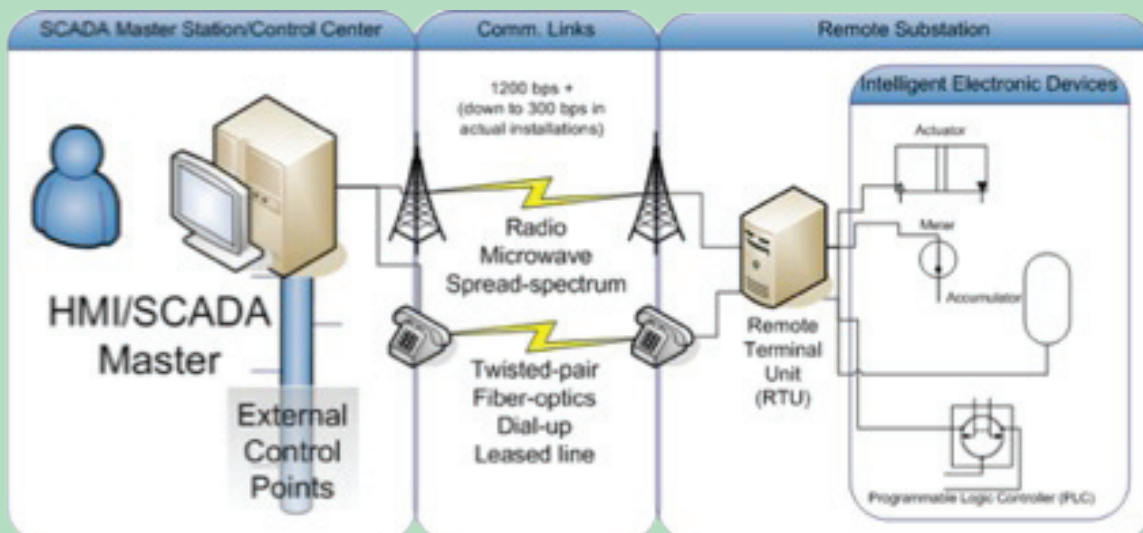 SCADA Master Station/Control Center
Comm. Links
Remote Substation
1200 bps +
(down to 300 bps in
actual installations)
Intelligent Electronic Devices
Actuator
Meter
Accumulator
Radio
Microwave
Spread-spectrum
HMI/SCADA
Master
External
Control
Points
Twisted-pair
Fiber-optics
Dial-up
Leased line
Remote
Terminal
Unit
(RTU)
Programmable Logic Controller (PLC)